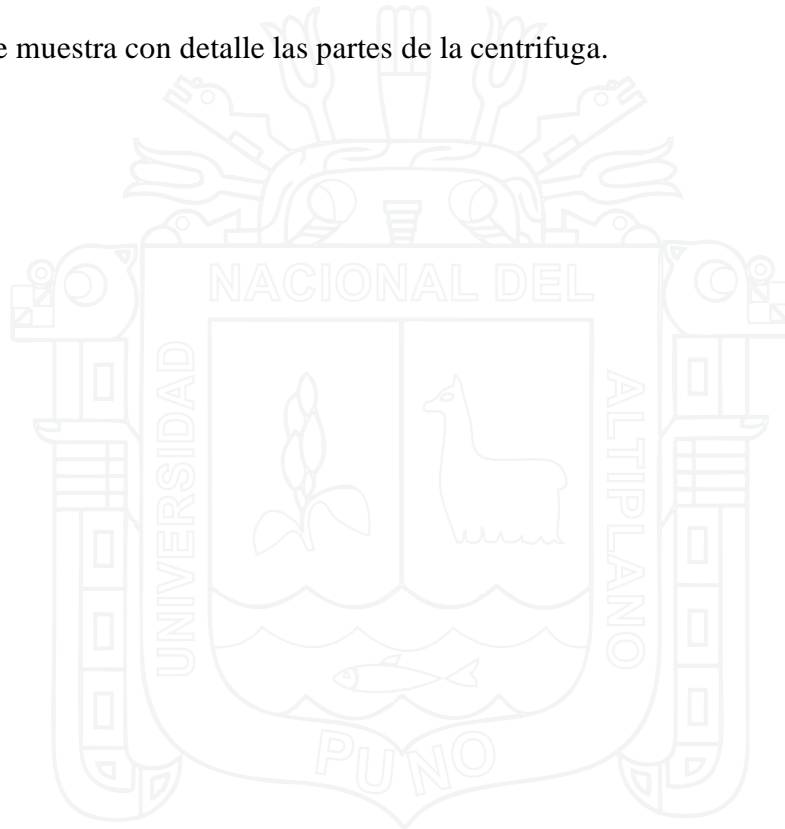 e muestra con detalle las partes de la centrifuga.
NACIONAL DEL
UNIVERSIDAD
ALTIPLANO
PUNO